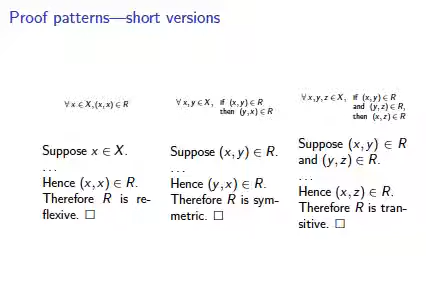 Proof patterns—short versions
∀x ∈ X, (x, x) ∈ R
Suppose x ∈ X.
...
Hence (x, x) ∈ R.
Therefore R is re-
flexive. □
∀x, y ∈ X, if (x, y) ∈ R
then (y, x) ∈ R
Suppose (x, y) ∈ R.
...
Hence (y, x) ∈ R.
Therefore R is sym-
metric. □
∀x, y, z ∈ X, if (x, y) ∈ R
and (y, z) ∈ R,
then (x, z) ∈ R
Suppose (x, y) ∈ R
and (y, z) ∈ R.
...
Hence (x, z) ∈ R.
Therefore R is tran-
sitive. □